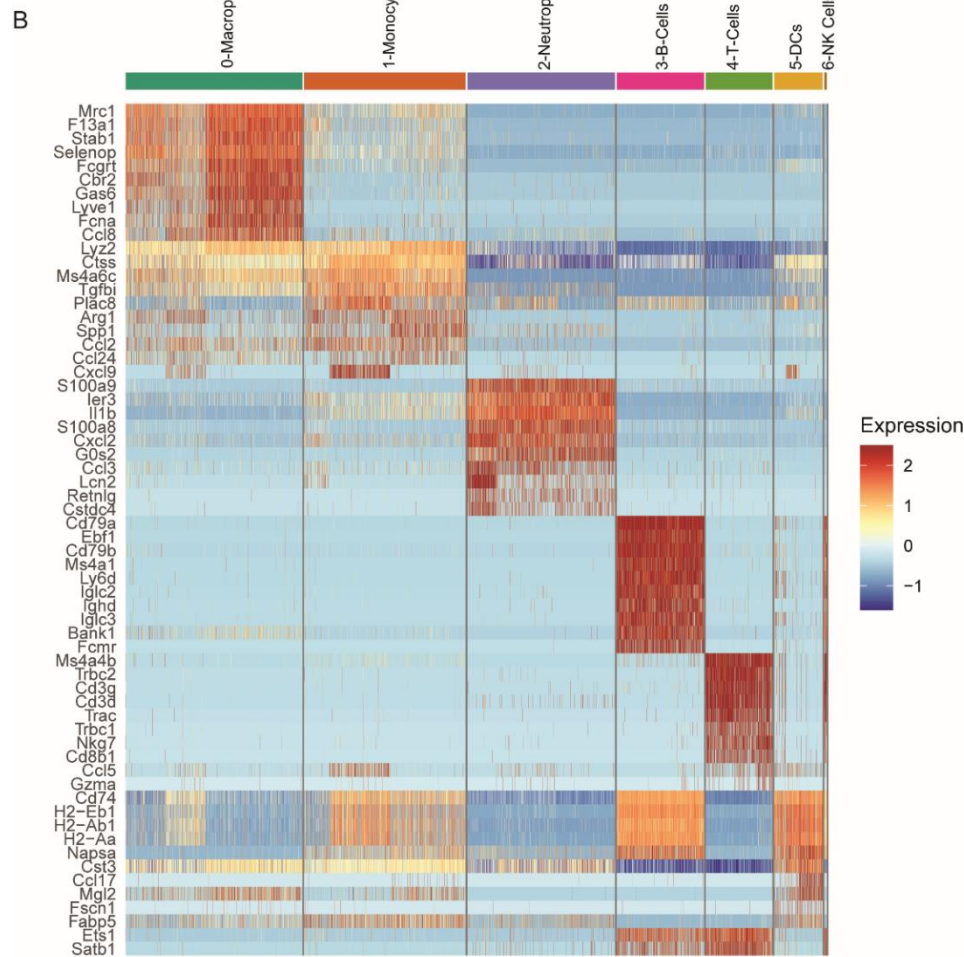 B
0-Macrop
1-Monocy
2-Neutrop
3-B-Cells
4-T-Cells
5-DCs
6-NK Cell
Mrc1
F13a1
Stab1
Selenop
Fcgrt
Cbr2
Gas6
Lyve1
Fcna
Ccl8
Lyz2
Ctss
Ms4a6c
Tgfbi
Plac8
Arg1
Spp1
Ccl2
Ccl24
Cxcl9
S100a9
Ier3
Il1b
S100a8
Cxcl2
G0s2
Ccl3
Lcn2
Retnlg
Cstdc4
Cd79a
Ebf1
Cd79b
Ms4a1
Ly6d
Iglc2
Ighd
Iglc3
Bank1
Fcmr
Ms4a4b
Trbc2
Cd3g
Cd3d
Trac
Trbc1
Nkg7
Cd8b1
Ccl5
Gzma
Cd74
H2−Eb1
H2−Ab1
H2−Aa
Napsa
Cst3
Ccl17
Mgl2
Fscn1
Fabp5
Ets1
Satb1
Expression
2
1
0
−1